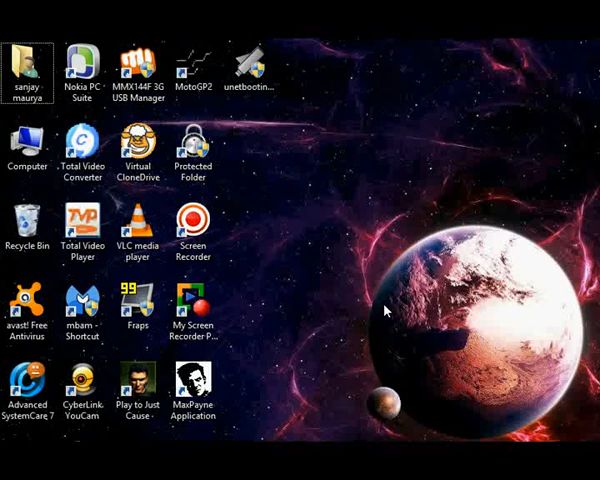 sanjay maurya
Nokia PC Suite
MMX144F 3G USB Manager
MotoGP2
unetbootin...
Computer
Total Video Converter
Virtual CloneDrive
Protected Folder
Recycle Bin
TVP
Total Video Player
VLC media player
Screen Recorder
avast! Free Antivirus
mbam - Shortcut
99
Fraps
My Screen Recorder P...
Advanced SystemCare 7
CyberLink YouCam
Play to Just Cause
MaxPayne Application